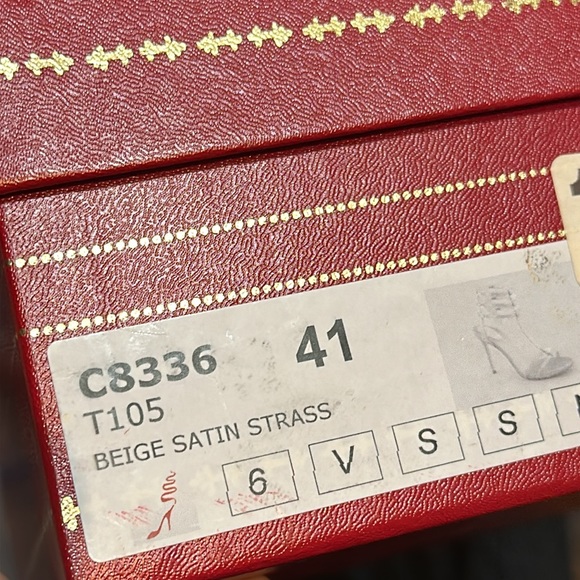 C8336 41
T105
BEIGE SATIN STRASS
6 V S S